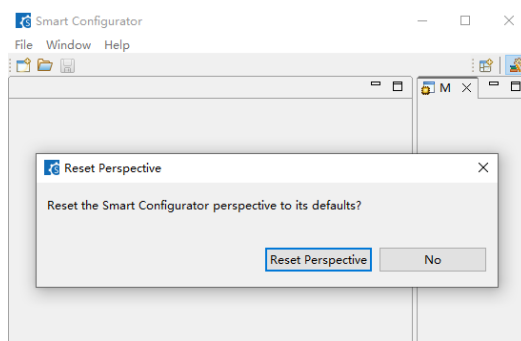 Smart Configurator
File Window Help
M
Reset Perspective
Reset the Smart Configurator perspective to its defaults?
Reset Perspective
No